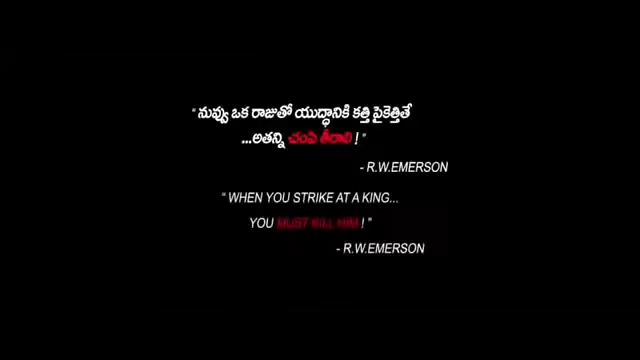 “ నువ్వు ఒక రాజుతో యుద్ధానికి కత్తి పైకెత్తితే
...అతన్ని చంపి తీరాలి ! ”
- R.W.EMERSON
“ WHEN YOU STRIKE AT A KING...
YOU MUST KILL HIM ! ”
- R.W.EMERSON